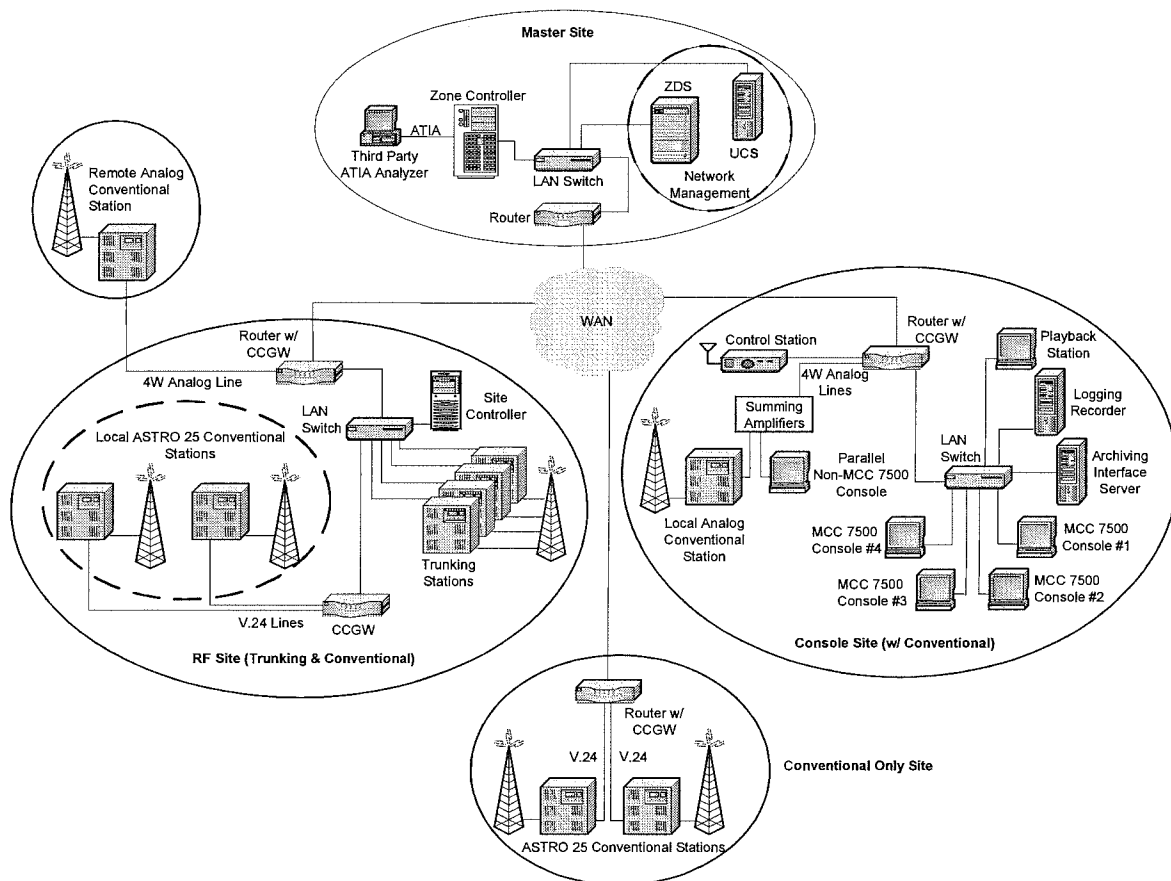 Master Site
ZDS
Zone Controller
ATIA
Third Party
ATIA Analyzer
LAN Switch
UCS
Network
Management
Router
Remote Analog
Conventional
Station
WAN
Router w/
CCGW
4W Analog Line
LAN
Switch
Site
Controller
Local ASTRO 25 Conventional
Stations
Trunking
Stations
V.24 Lines
CCGW
RF Site (Trunking & Conventional)
Control Station
Router w/
CCGW
4W Analog
Lines
Playback
Station
Logging
Recorder
Summing
Amplifiers
LAN
Switch
Archiving
Interface
Server
Parallel
Non-MCC 7500
Console
Local Analog
Conventional
Station
MCC 7500
Console #4
MCC 7500
Console #1
MCC 7500
Console #3
MCC 7500
Console #2
Console Site (w/ Conventional)
Router w/
CCGW
V.24
V.24
Conventional Only Site
ASTRO 25 Conventional Stations